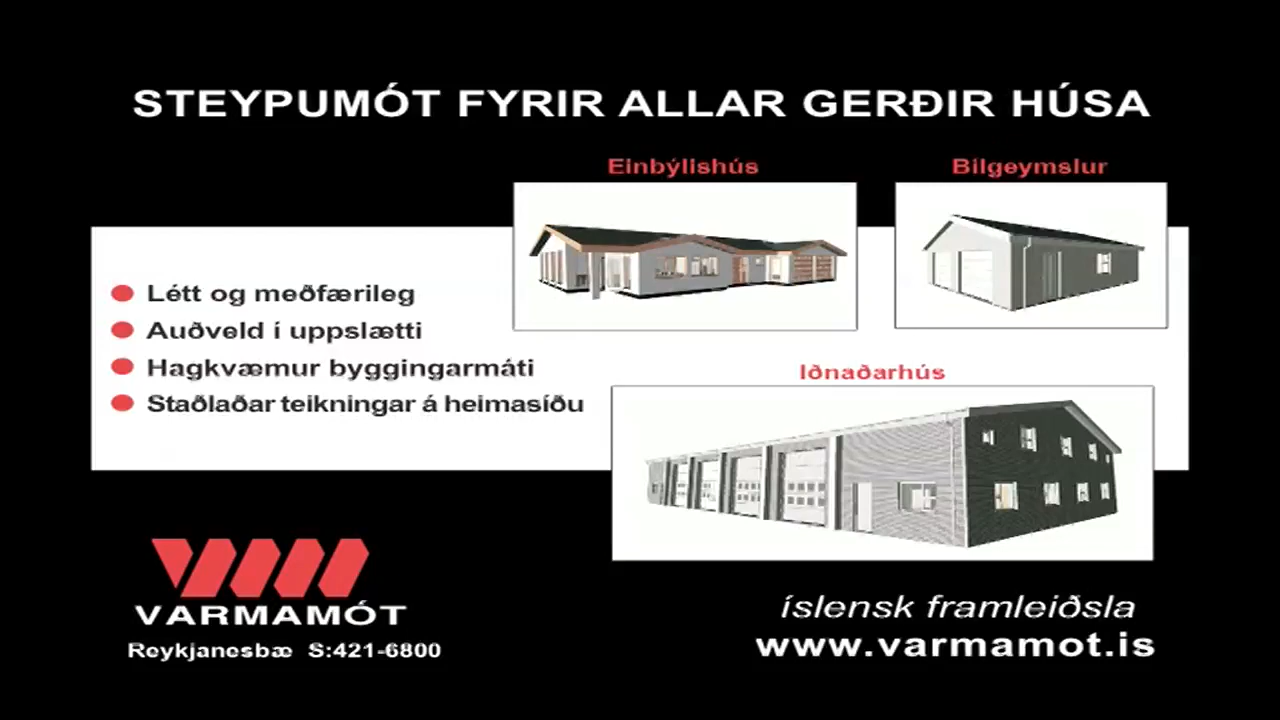 STEYPUMÓT FYRIR ALLAR GERÐIR HÚSA
Einbýlishús
Bílgeymslur
Létt og meðfærileg
Auðveld í uppslætti
Hagkvæmur byggingarmáti
Staðlaðar teikningar á heimasíðu
Iðnaðarhús
VARMAMÓT
Reykjanesbæ S:421-6800
íslensk framleiðsla
www.varmamot.is